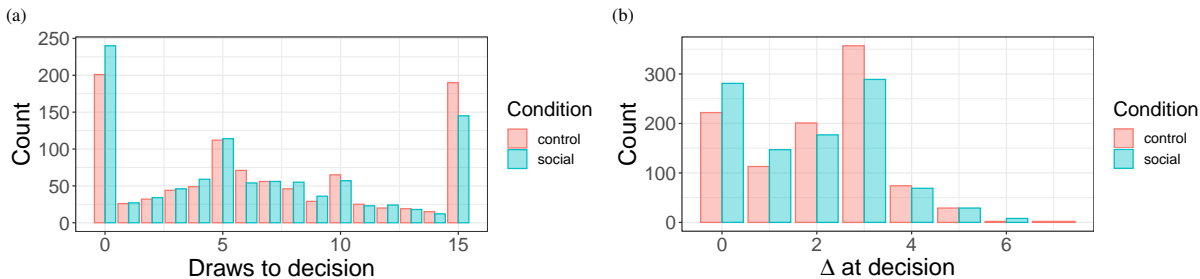 (a)
250
200
150
100
50
0
Count
0 5 10 15
Draws to decision
Condition
control
social
(b)
300
200
100
0
Count
0 2 4 6
Δ at decision
Condition
control
social